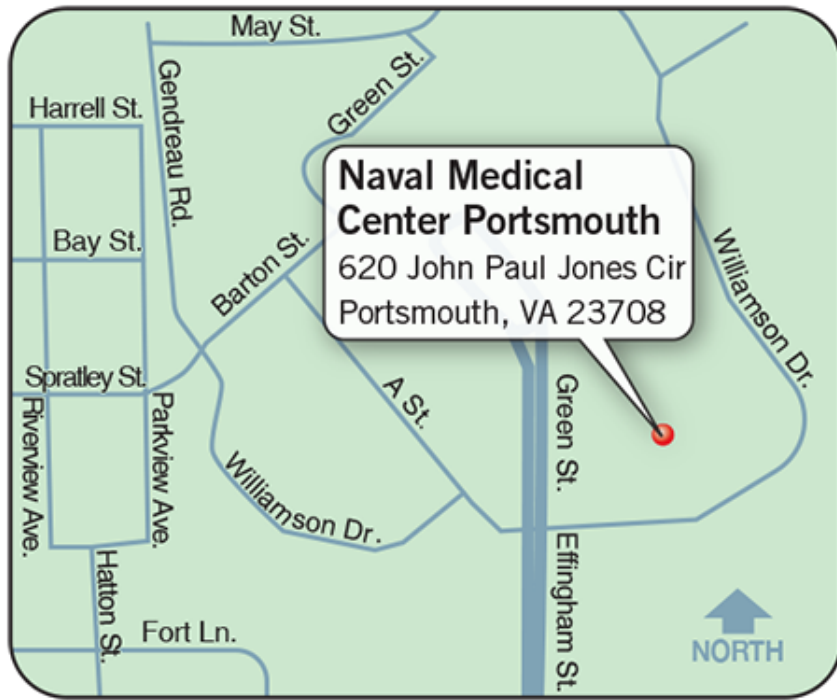 May St.
Green St.
Gendreau Rd.
Harrell St.
Naval Medical
Center Portsmouth
620 John Paul Jones Cir
Portsmouth, VA 23708
Bay St.
Barton St.
Williamson Dr.
Spratley St.
A St.
Green St.
Riverview Ave.
Parkview Ave.
Williamson Dr.
Hatton St.
Effingham St.
Fort Ln.
NORTH